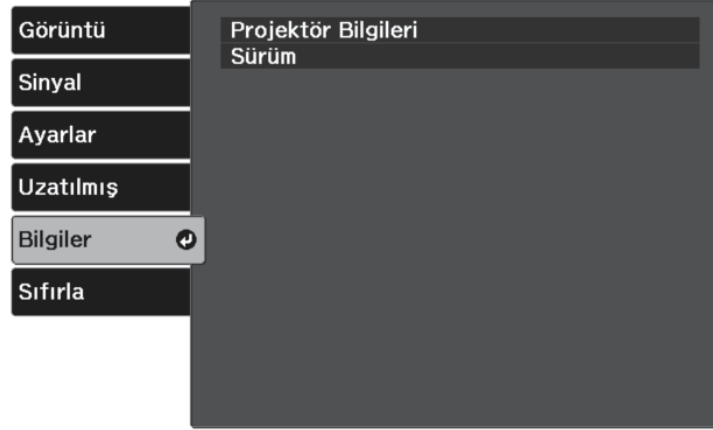 Görüntü
Sinyal
Ayarlar
Uzatılmış
Bilgiler
Sıfırla
Projektör Bilgileri
Sürüm